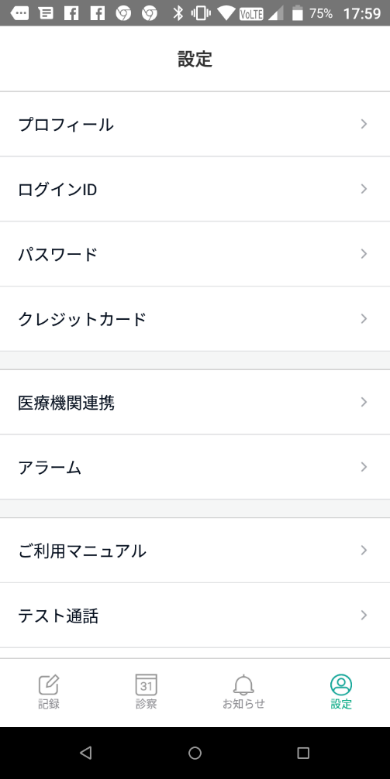 VoLTE 75% 17:59
設定
プロフィール
ログインID
パスワード
クレジットカード
医療機関連携
アラーム
ご利用マニュアル
テスト通話
31
記録 診察 お知らせ 設定